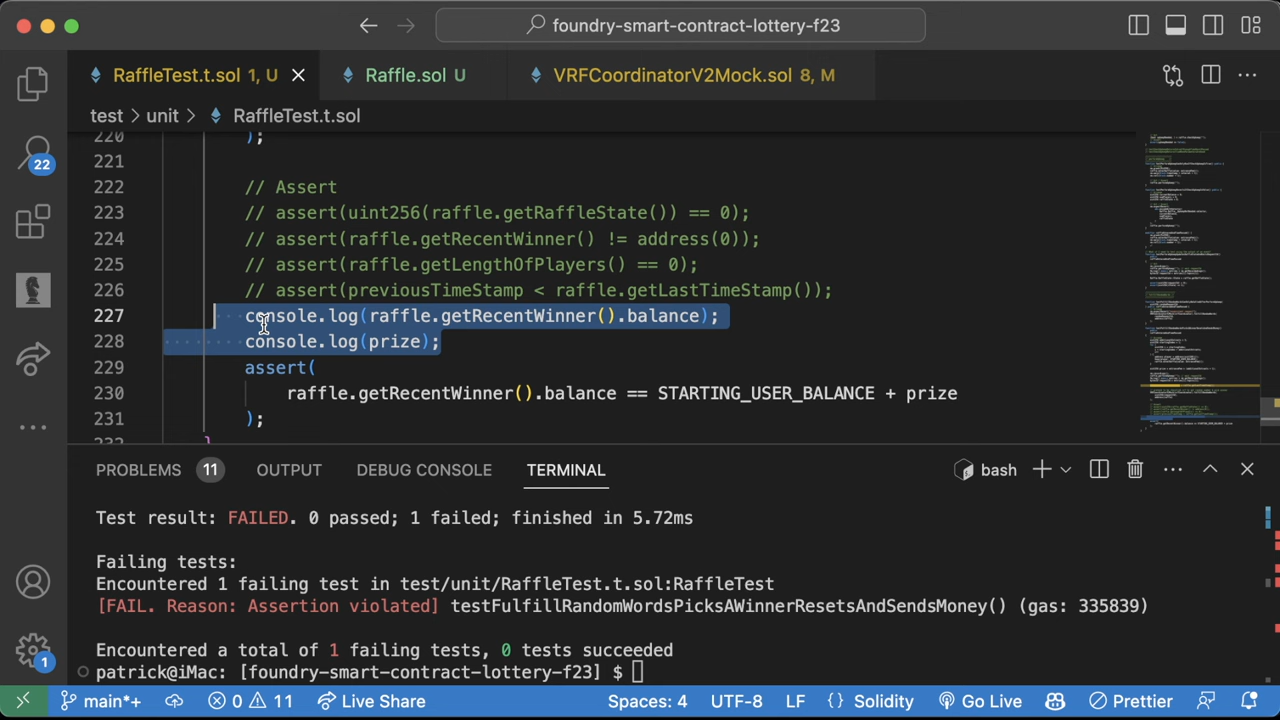 foundry-smart-contract-lottery-f23
RaffleTest.t.sol 1, U
Raffle.sol U
VRFCoordinatorV2Mock.sol 8, M
test > unit > RaffleTest.t.sol
220 );
221
222 // Assert
223 // assert(uint256(raffle.getRaffleState()) == 0);
224 // assert(raffle.getRecentWinner() != address(0));
225 // assert(raffle.getLengthOfPlayers() == 0);
226 // assert(previousTimeStamp < raffle.getLastTimeStamp());
227 console.log(raffle.getRecentWinner().balance);
228 console.log(prize);
229 assert(
230 raffle.getRecentWinner().balance == STARTING_USER_BALANCE + prize
231 );
22
PROBLEMS 11 OUTPUT DEBUG CONSOLE TERMINAL bash
Test result: FAILED. 0 passed; 1 failed; finished in 5.72ms
Failing tests:
Encountered 1 failing test in test/unit/RaffleTest.t.sol:RaffleTest
[FAIL. Reason: Assertion violated] testFulfillRandomWordsPicksAWinnerResetsAndSendsMoney() (gas: 335839)
Encountered a total of 1 failing tests, 0 tests succeeded
patrick@iMac: [foundry-smart-contract-lottery-f23] $
1
main*+ 0 11 Live Share Spaces: 4 UTF-8 LF {} Solidity Go Live Prettier